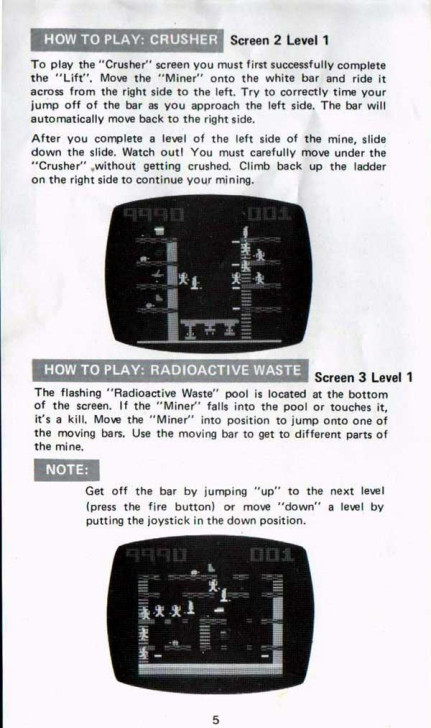 HOW TO PLAY: CRUSHER Screen 2 Level 1
To play the "Crusher" screen you must first successfully complete
the "Lift". Move the "Miner" onto the white bar and ride it
across from the right side to the left. Try to correctly time your
jump off of the bar as you approach the left side. The bar will
automatically move back to the right side.
After you complete a level of the left side of the mine, slide
down the slide. Watch out! You must carefully move under the
"Crusher" without getting crushed. Climb back up the ladder
on the right side to continue your mining.
9990 001
HOW TO PLAY: RADIOACTIVE WASTE Screen 3 Level 1
The flashing "Radioactive Waste" pool is located at the bottom
of the screen. If the "Miner" falls into the pool or touches it,
it's a kill. Move the "Miner" into position to jump onto one of
the moving bars. Use the moving bar to get to different parts of
the mine.
NOTE:
Get off the bar by jumping "up" to the next level
(press the fire button) or move "down" a level by
putting the joystick in the down position.
9990 001
5